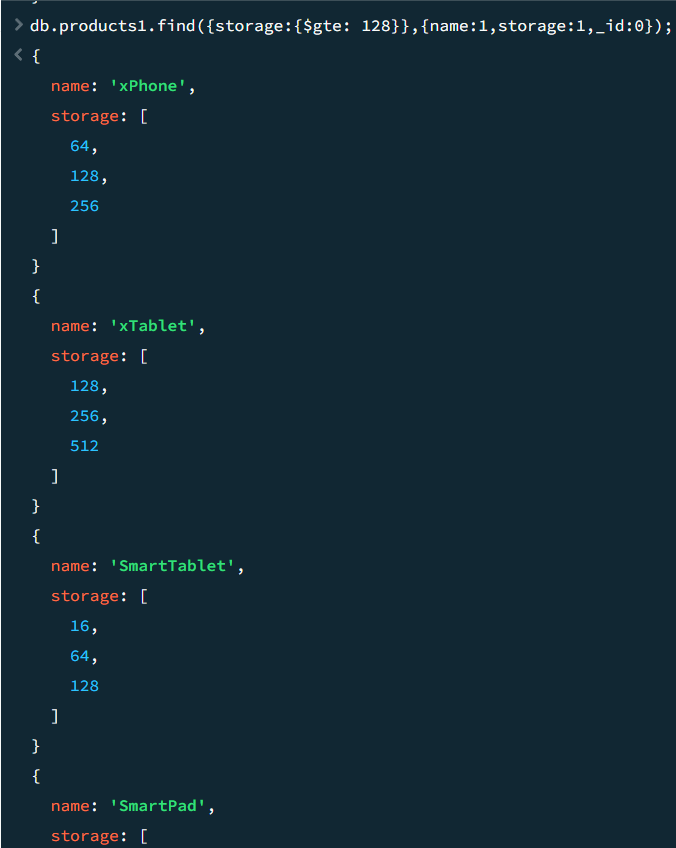 > db.products1.find({storage:{$gte: 128}},{name:1,storage:1,_id:0});
< {
name: 'xPhone',
storage: [
64,
128,
256
]
}
{
name: 'xTablet',
storage: [
128,
256,
512
]
}
{
name: 'SmartTablet',
storage: [
16,
64,
128
]
}
{
name: 'SmartPad',
storage: [